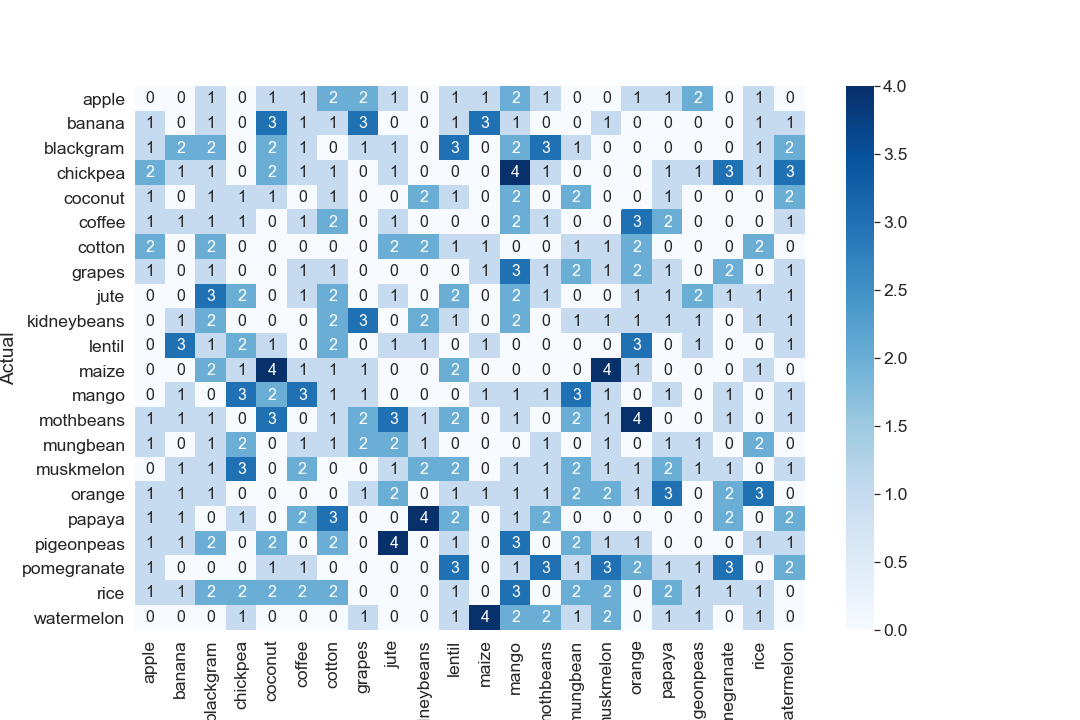 apple 0 0 1 0 1 1 2 2 1 0 1 1 2 1 0 0 1 1 2 0 1 0
banana 1 0 1 0 3 1 1 3 0 0 1 3 1 0 0 1 0 0 0 0 1 1
blackgram 1 2 2 0 2 1 0 1 1 0 3 0 2 3 1 0 0 0 0 0 1 2
chickpea 2 1 1 0 2 1 1 0 1 0 0 0 4 1 0 0 0 1 1 3 1 3
coconut 1 0 1 1 1 0 1 0 0 2 1 0 2 0 2 0 0 1 0 0 0 2
coffee 1 1 1 1 0 1 2 0 1 0 0 0 2 1 0 0 3 2 0 0 0 1
cotton 2 0 2 0 0 0 0 0 2 2 1 1 0 0 1 1 2 0 0 0 2 0
grapes 1 0 1 0 0 1 1 0 0 0 0 1 3 1 2 1 2 1 0 2 0 1
jute 0 0 3 2 0 1 2 0 1 0 2 0 2 1 0 0 1 1 2 1 1 1
kidneybeans 0 1 2 0 0 0 2 3 0 2 1 0 2 0 1 1 1 1 1 0 1 1
lentil 0 3 1 2 1 0 2 0 1 1 0 1 0 0 0 0 3 0 1 0 0 1
maize 0 0 2 1 4 1 1 1 0 0 2 0 0 0 0 4 1 0 0 0 1 0
mango 0 1 0 3 2 3 1 1 0 0 0 1 1 1 3 1 0 1 0 1 0 1
mothbeans 1 1 1 0 3 0 1 2 3 1 2 0 1 0 2 1 4 0 0 1 0 1
mungbean 1 0 1 2 0 1 1 2 2 1 0 0 0 1 0 1 0 1 1 0 2 0
muskmelon 0 1 1 3 0 2 0 0 1 2 2 0 1 1 2 1 1 2 1 1 0 1
orange 1 1 1 0 0 0 0 1 2 0 1 1 1 1 2 2 1 3 0 2 3 0
papaya 1 1 0 1 0 2 3 0 0 4 2 0 1 2 0 0 0 0 0 2 0 2
pigeonpeas 1 1 2 0 2 0 2 0 4 0 1 0 3 0 2 1 1 0 0 0 1 1
pomegranate 1 0 0 0 1 1 0 0 0 0 3 0 1 3 1 3 2 1 1 3 0 2
rice 1 1 2 2 2 2 2 0 0 0 1 0 3 0 2 2 0 2 1 1 1 0
watermelon 0 0 0 1 0 0 0 1 0 0 1 4 2 2 1 2 0 1 1 0 1 0
Actual
apple
banana
blackgram
chickpea
coconut
coffee
cotton
grapes
jute
dneybeans
lentil
maize
mango
nothbeans
mungbean
uskmelon
orange
papaya
geonpeas
negranate
rice
atermelon
4.0
3.5
3.0
2.5
2.0
1.5
1.0
0.5
0.0